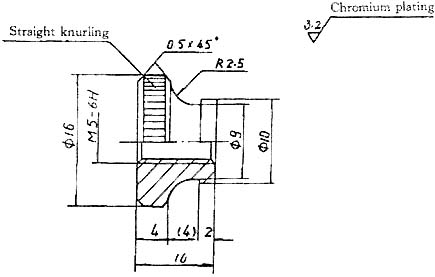 Chromium plating
3.2
Straight knurling
0.5×45°
R2.5
Φ16
M5-6H
Φ9
Φ10
4
(4)
2
10